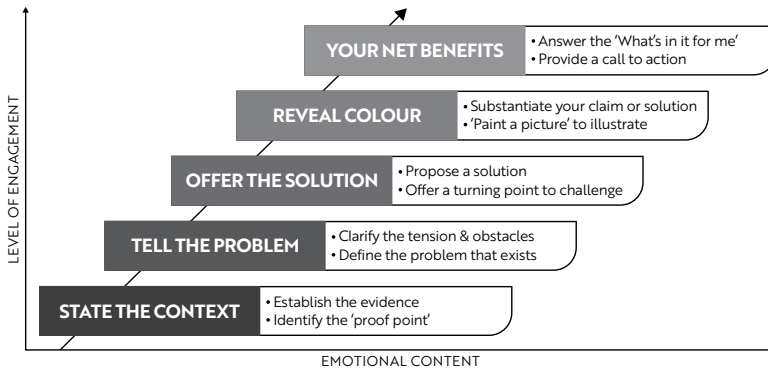 YOUR NET BENEFITS
• Answer the ‘What’s in it for me’
• Provide a call to action
REVEAL COLOUR
• Substantiate your claim or solution
• ‘Paint a picture’ to illustrate
OFFER THE SOLUTION
• Propose a solution
• Offer a turning point to challenge
TELL THE PROBLEM
• Clarify the tension & obstacles
• Define the problem that exists
STATE THE CONTEXT
• Establish the evidence
• Identify the ‘proof point’
LEVEL OF ENGAGEMENT
EMOTIONAL CONTENT